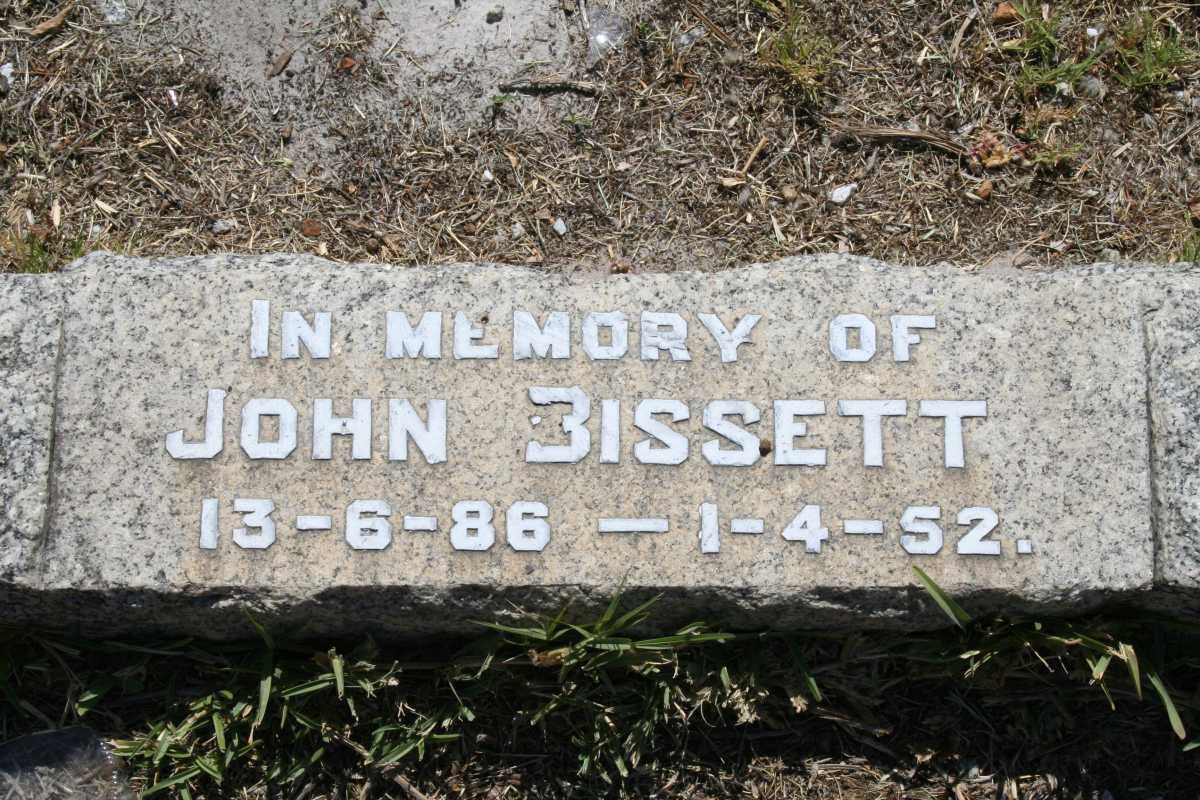 IN MEMORY OF
JOHN BISSETT
13-6-86 — 1-4-52.